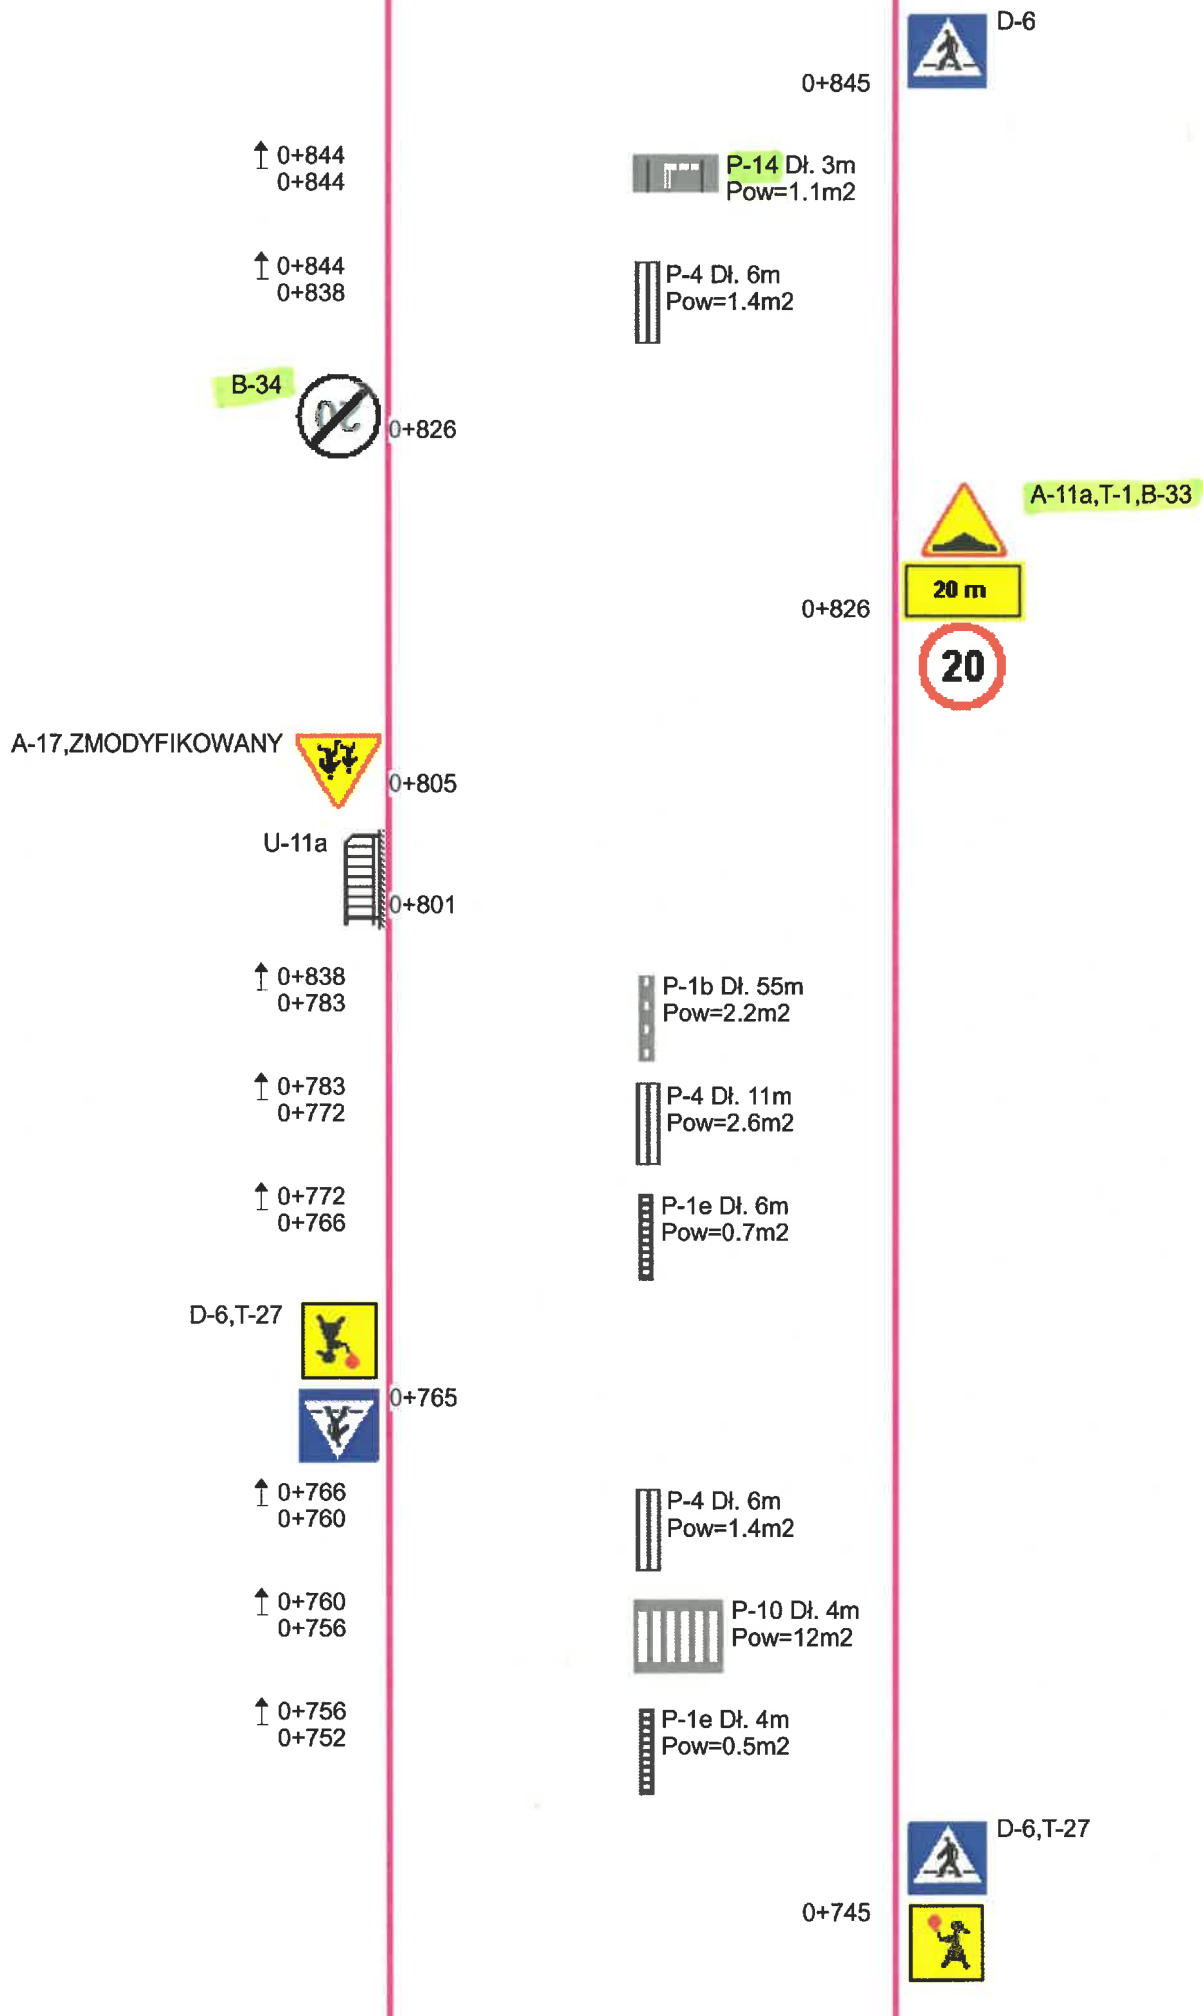 D-6
0+845
0+844
0+844
P-14 Dł. 3m
Pow=1.1m2
0+844
0+838
P-4 Dł. 6m
Pow=1.4m2
B-34
20
0+826
A-11a,T-1,B-33
20 m
0+826
20
A-17,ZMODYFIKOWANY
0+805
U-11a
0+801
0+838
0+783
P-1b Dł. 55m
Pow=2.2m2
0+783
0+772
P-4 Dł. 11m
Pow=2.6m2
0+772
0+766
P-1e Dł. 6m
Pow=0.7m2
D-6,T-27
0+765
0+766
0+760
P-4 Dł. 6m
Pow=1.4m2
0+760
0+756
P-10 Dł. 4m
Pow=12m2
0+756
0+752
P-1e Dł. 4m
Pow=0.5m2
D-6,T-27
0+745